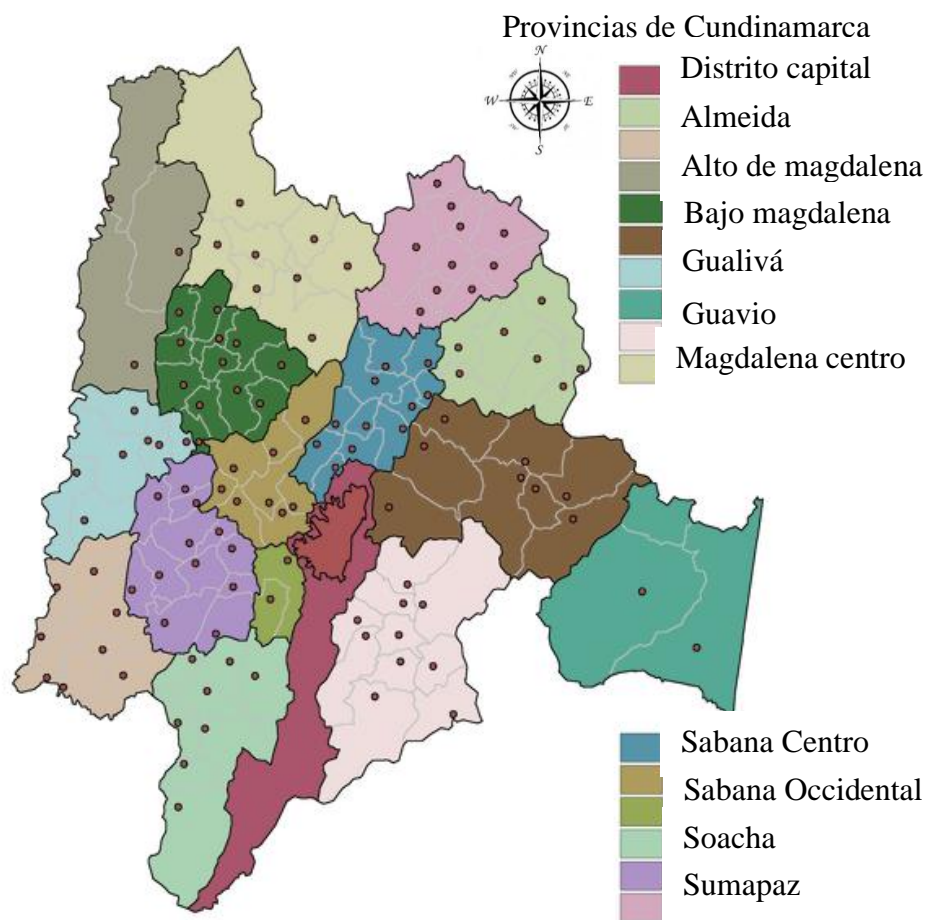 Provincias de Cundinamarca
N
W E
S
Distrito capital
Almeida
Alto de magdalena
Bajo magdalena
Gualivá
Guavio
Magdalena centro
Sabana Centro
Sabana Occidental
Soacha
Sumapaz